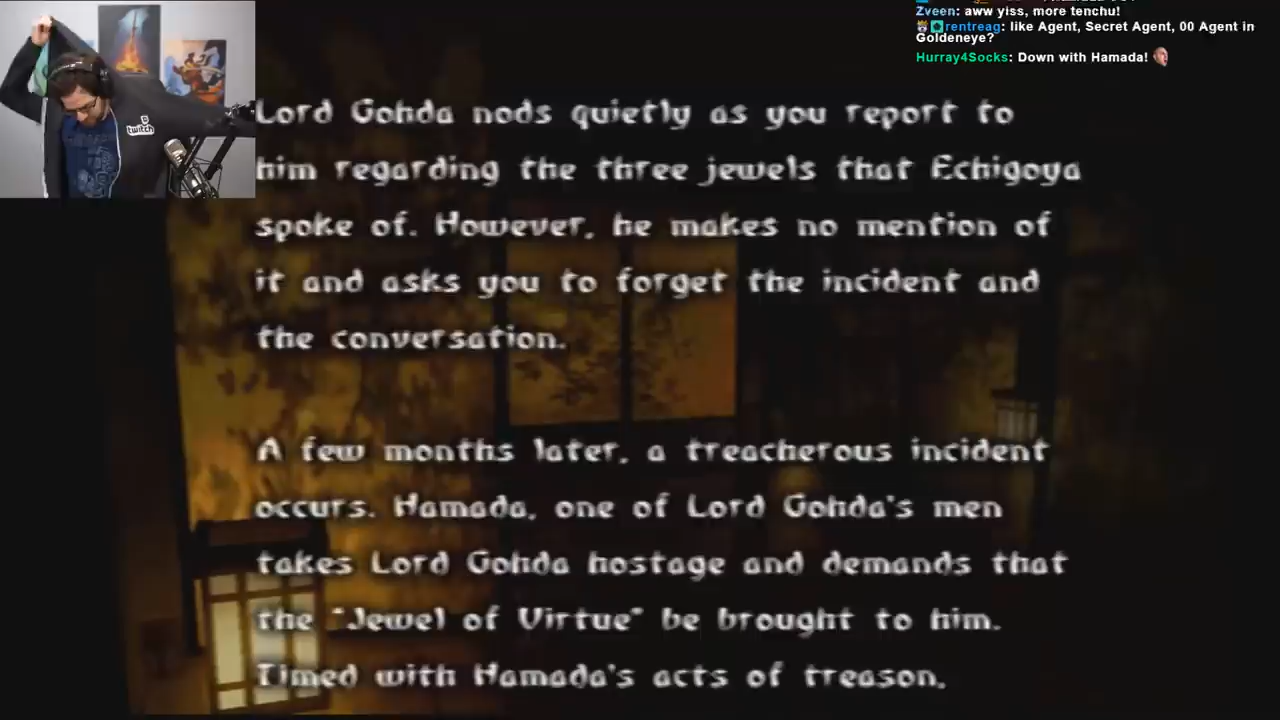 Zveen: aww yiss, more tenchu!
rentreag: like Agent, Secret Agent, 00 Agent in
Goldeneye?
Hurray4Socks: Down with Hamada!
twitch
Lord Gohda nods quietly as you report to
him regarding the three jewels that Echigoya
spoke of. However, he makes no mention of
it and asks you to forget the incident and
the conversation.
A few months later, a treacherous incident
occurs. Hamada, one of Lord Gohda's men
takes Lord Gohda hostage and demands that
the "Jewel of Virtue" be brought to him.
Timed with Hamada's acts of treason,